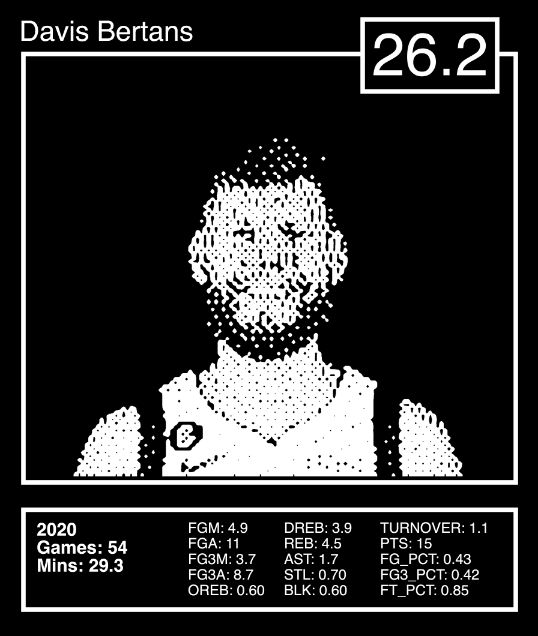 Davis Bertans
26.2
2020
Games: 54
Mins: 29.3
FGM: 4.9
FGA: 11
FG3M: 3.7
FG3A: 8.7
OREB: 0.60
DREB: 3.9
REB: 4.5
AST: 1.7
STL: 0.70
BLK: 0.60
TURNOVER: 1.1
PTS: 15
FG_PCT: 0.43
FG3_PCT: 0.42
FT_PCT: 0.85